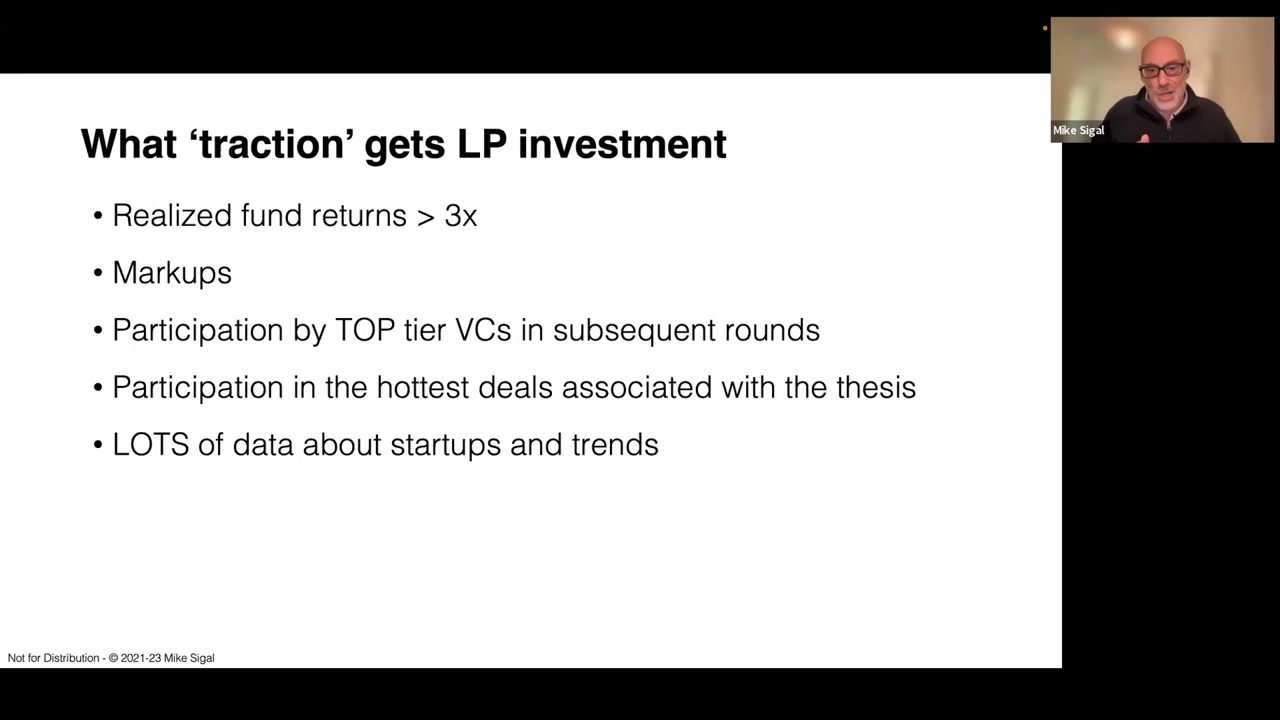 What ‘traction’ gets LP investment
• Realized fund returns > 3x
• Markups
• Participation by TOP tier VCs in subsequent rounds
• Participation in the hottest deals associated with the thesis
• LOTS of data about startups and trends
Not for Distribution - © 2021-23 Mike Sigal
Mike Sigal